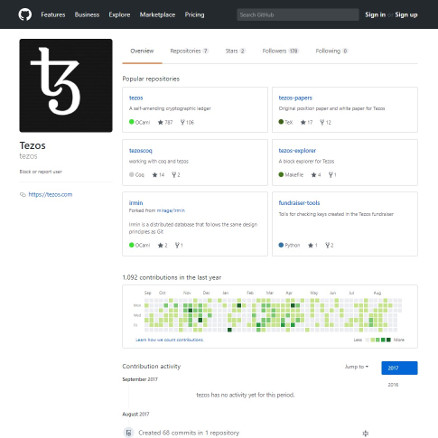 Features Business Explore Marketplace Pricing
Search GitHub
Sign in or Sign up
Tezos
tezos
Block or report user
https://tezos.com
Overview Repositories 7 Stars 2 Followers Following 0
Popular repositories
tezos
A self-amending cryptographic ledger
OCaml 787 106
tezos-papers
Original position paper and white paper for Tezos
TeX 17 12
tezoscoq
working with coq and tezos
Coq 14 2
tezos-explorer
A block explorer for Tezos
Makefile 4 1
irmin
Forked from mirage/irmin
Irmin is a distributed database that follows the same design
principles as Git
OCaml 2 1
fundraiser-tools
Tools for checking keys created in the Tezos fundraiser
Python 1 2
1,092 contributions in the last year
Sep Oct Nov Dec Jan Feb Mar Apr May Jun Jul Aug
Mon
Wed
Fri
Learn how we count contributions.
Less More
Contribution activity
Jump to
2017
2016
September 2017
tezos has no activity yet for this period.
August 2017
Created 68 commits in 1 repository